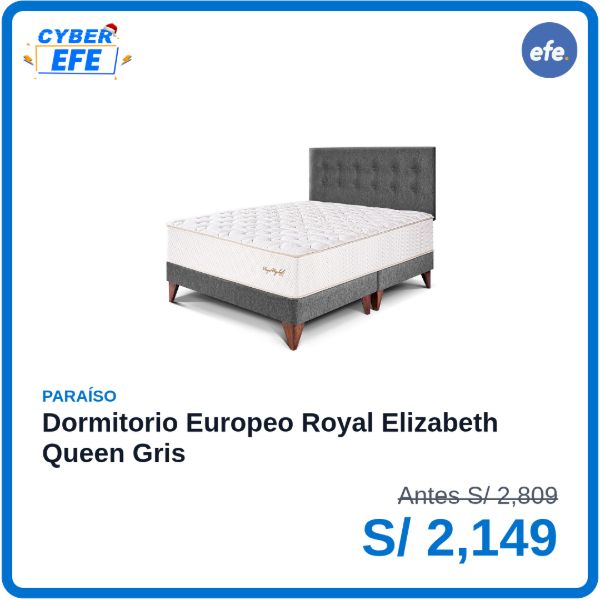 CYBER
EFE
efe.
PARAÍSO
Dormitorio Europeo Royal Elizabeth
Queen Gris
Antes S/ 2,809
S/ 2,149